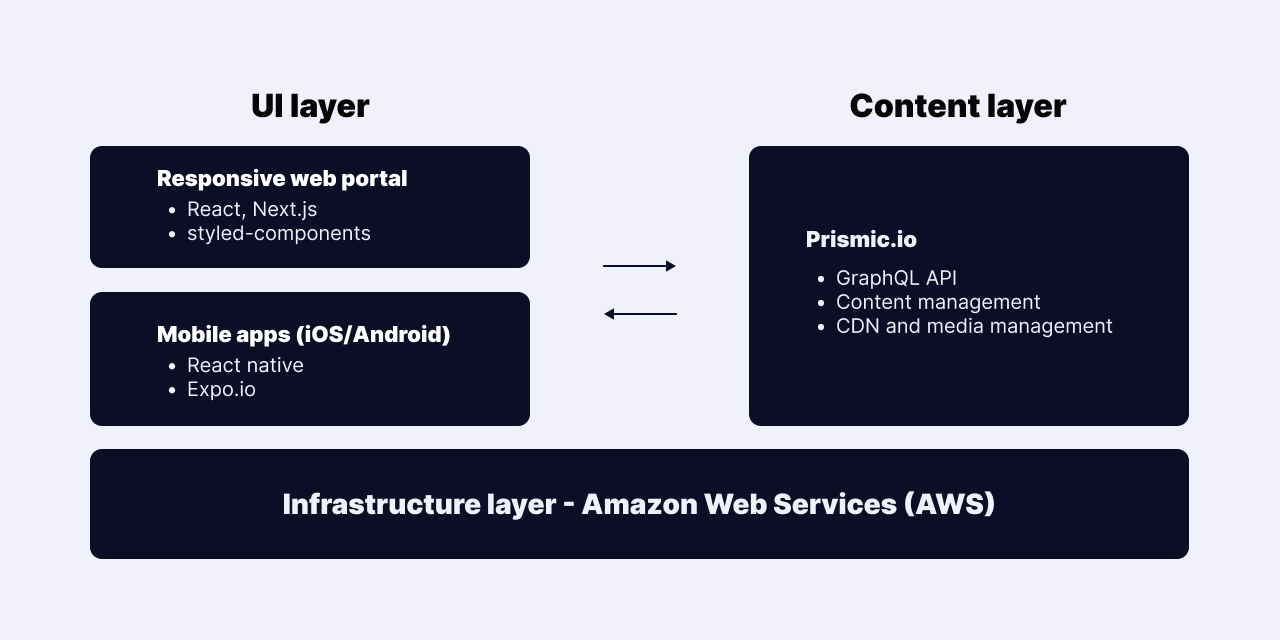 UI layer
Responsive web portal
• React, Next.js
• styled-components
Mobile apps (iOS/Android)
• React native
• Expo.io
Content layer
Prismic.io
• GraphQL API
• Content management
• CDN and media management
Infrastructure layer - Amazon Web Services (AWS)